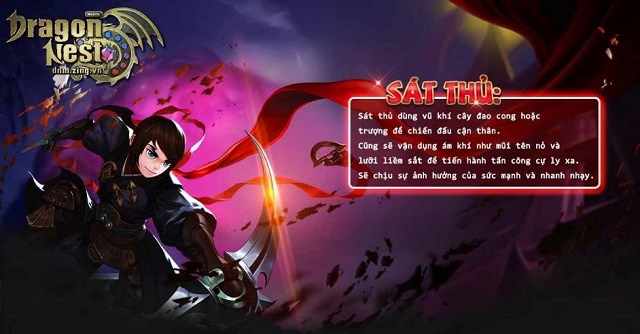 Dragon
Nest
dnm.zing.vn
SÁT THỦ:
Sát thủ dùng vũ khí cây đao cong hoặc
trượng để chiến đấu cận thân.
Cũng sẽ vận dụng ám khí như mũi tên nỏ và
lưỡi liềm sắt để tiến hành tấn công cự ly xa.
Sẽ chịu sự ảnh hưởng của sức mạnh và nhanh nhạy.